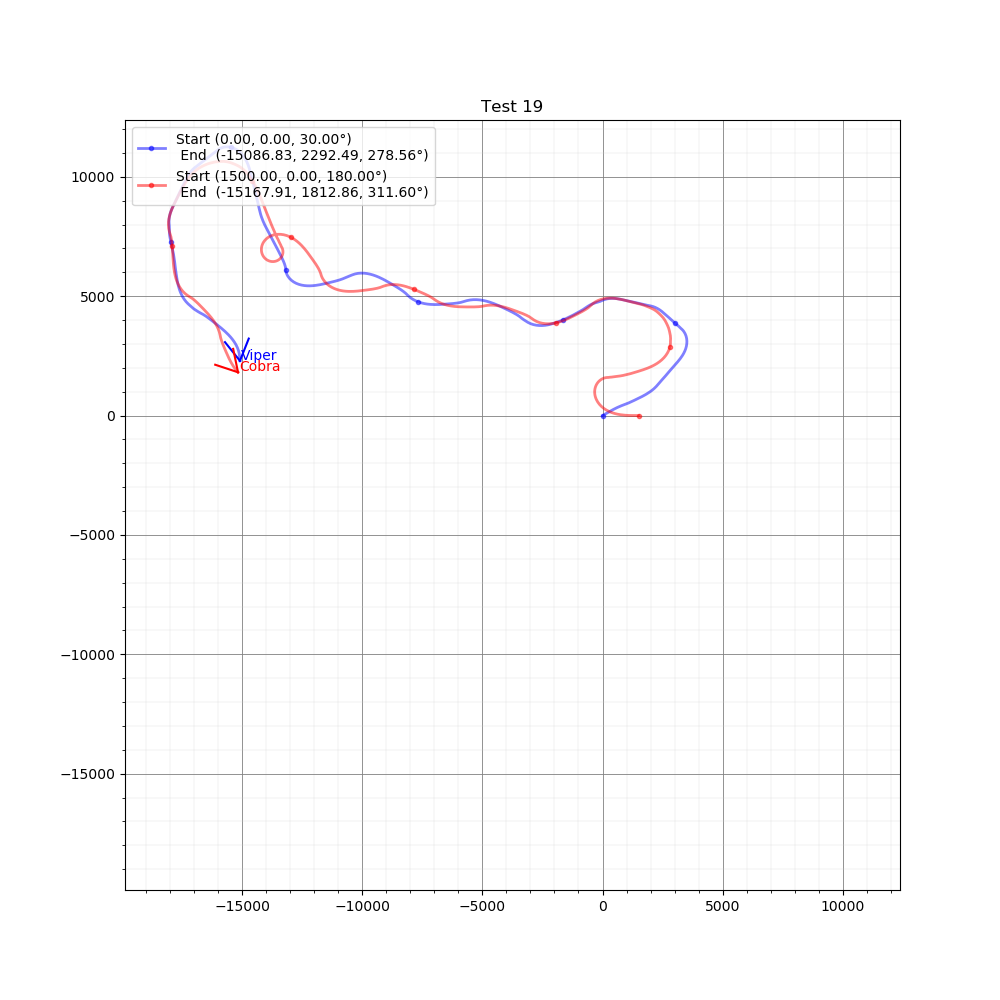 Test 19
Start (0.00, 0.00, 30.00°)
End (-15086.83, 2292.49, 278.56°)
Start (1500.00, 0.00, 180.00°)
End (-15167.91, 1812.86, 311.60°)
10000
5000
0
−5000
−10000
−15000
Viper
Cobra
−15000 −10000 −5000 0 5000 10000